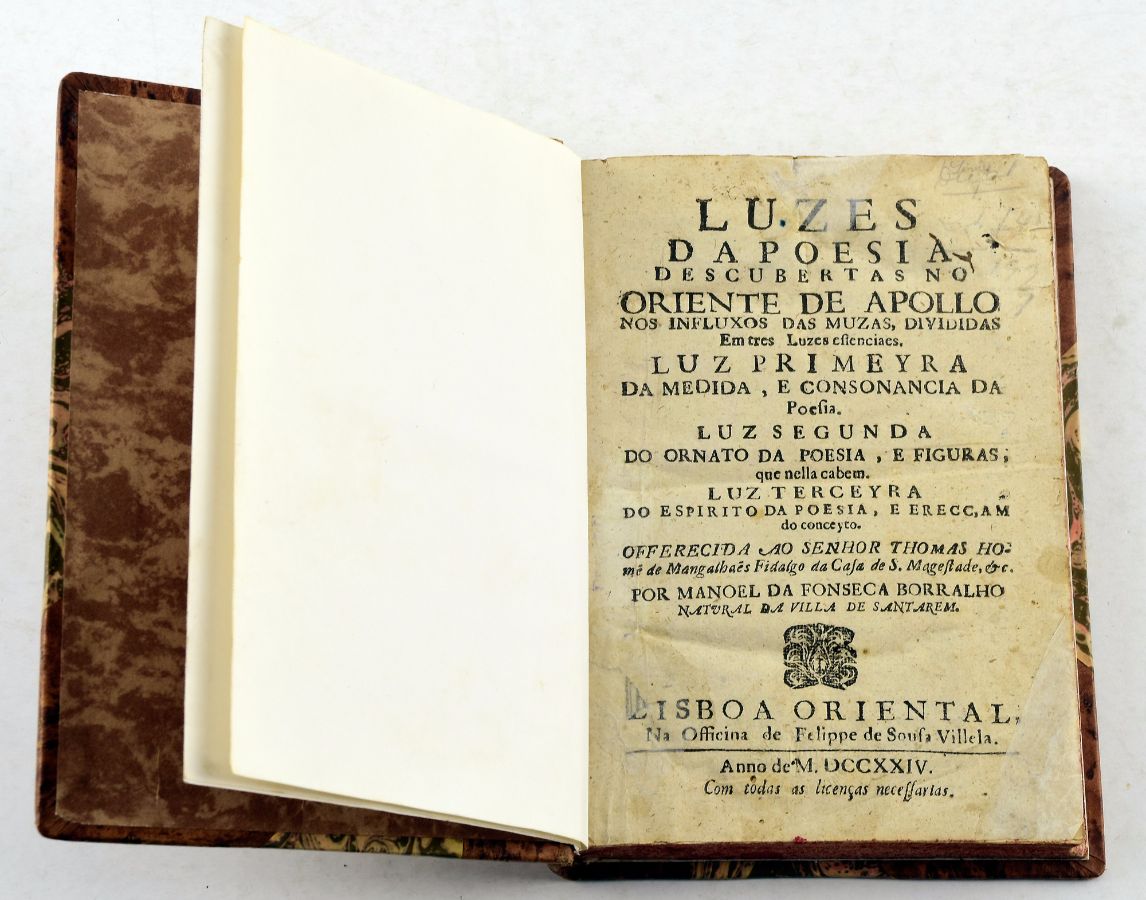 LUZES
DA POESIA
DESCUBERTAS NO
ORIENTE DE APOLLO
NOS INFLUXOS DAS MUZAS, DIVIDIDAS
Em tres Luzes eſſenciaes.
LUZ PRIMEYRA
DA MEDIDA, E CONSONANCIA DA
Poeſia.
LUZ SEGUNDA
DO ORNATO DA POESIA, E FIGURAS,
que nella cabem.
LUZ TERCEYRA
DO ESPIRITO DA POESIA, E ERECC,AM
do conceyto.
OFFERECIDA AO SENHOR THOMAS HO-
mẽ de Mangalhaẽs Fidalgo da Caſa de S. Mageſtade, &c.
POR MANOEL DA FONSECA BORRALHO
NATURAL DA VILLA DE SANTAREM.
LISBOA ORIENTAL,
Na Officina de Felippe de Souſa Villela.
Anno de M. DCCXXIV.
Com todas as licenças neceſſarias.